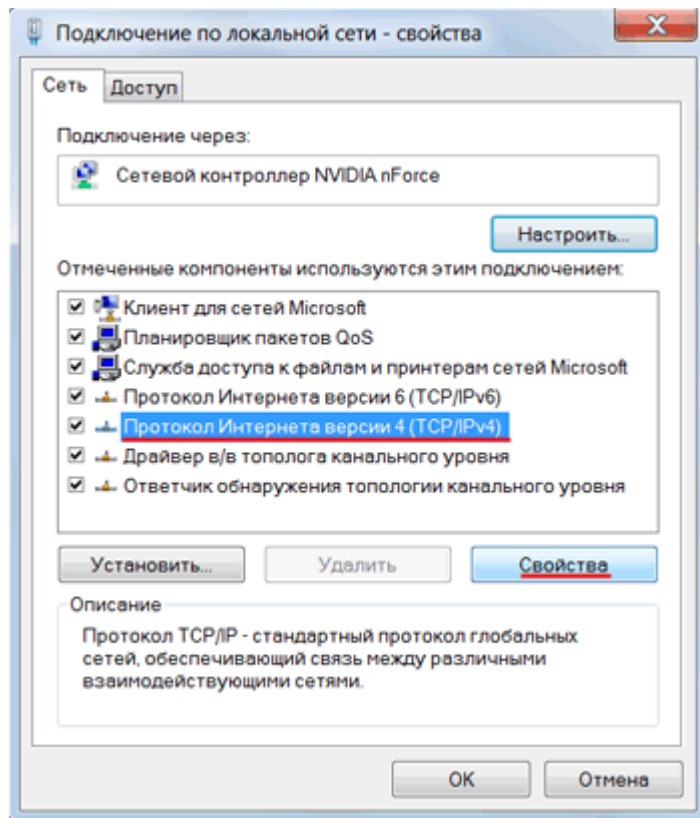 Подключение по локальной сети - свойства
Сеть
Доступ
Подключение через:
Сетевой контроллер NVIDIA nForce
Настроить...
Отмеченные компоненты используются этим подключением:
Клиент для сетей Microsoft
Планировщик пакетов QoS
Служба доступа к файлам и принтерам сетей Microsoft
Протокол Интернета версии 6 (TCP/IPv6)
Протокол Интернета версии 4 (TCP/IPv4)
Драйвер в/в тополога канального уровня
Ответчик обнаружения топологии канального уровня
Установить...
Удалить
Свойства
Описание
Протокол TCP/IP - стандартный протокол глобальных
сетей, обеспечивающий связь между различными
взаимодействующими сетями.
OK
Отмена